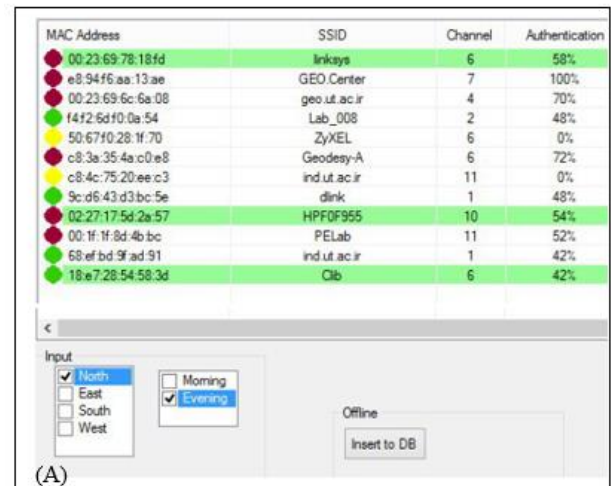 MAC Address SSID Channel Authentication
00:23:69:78:18:fd linksys 6 58%
e8:94:f6:aa:13:ae GEO.Center 7 100%
00:23:69:6c:6a:08 geo.ut.ac.ir 4 70%
f4:f2:6d:f0:0a:54 Lab_008 2 48%
50:67:f0:28:1f:70 ZyXEL 6 0%
c8:3a:35:4a:c0:e8 Geodesy-A 6 72%
c8:4c:75:20:ee:c3 ind.ut.ac.ir 11 0%
9c:d6:43:d3:bc:5e dlink 1 48%
02:27:17:5d:2a:57 HPF0F955 10 54%
00:1f:1f:8d:4b:bc PELab 11 52%
68:ef:bd:9f:ad:91 ind.ut.ac.ir 1 42%
18:e7:28:54:58:3d Clib 6 42%
Input
North
East
South
West
Morning
Evening
Offline
Insert to DB
(A)